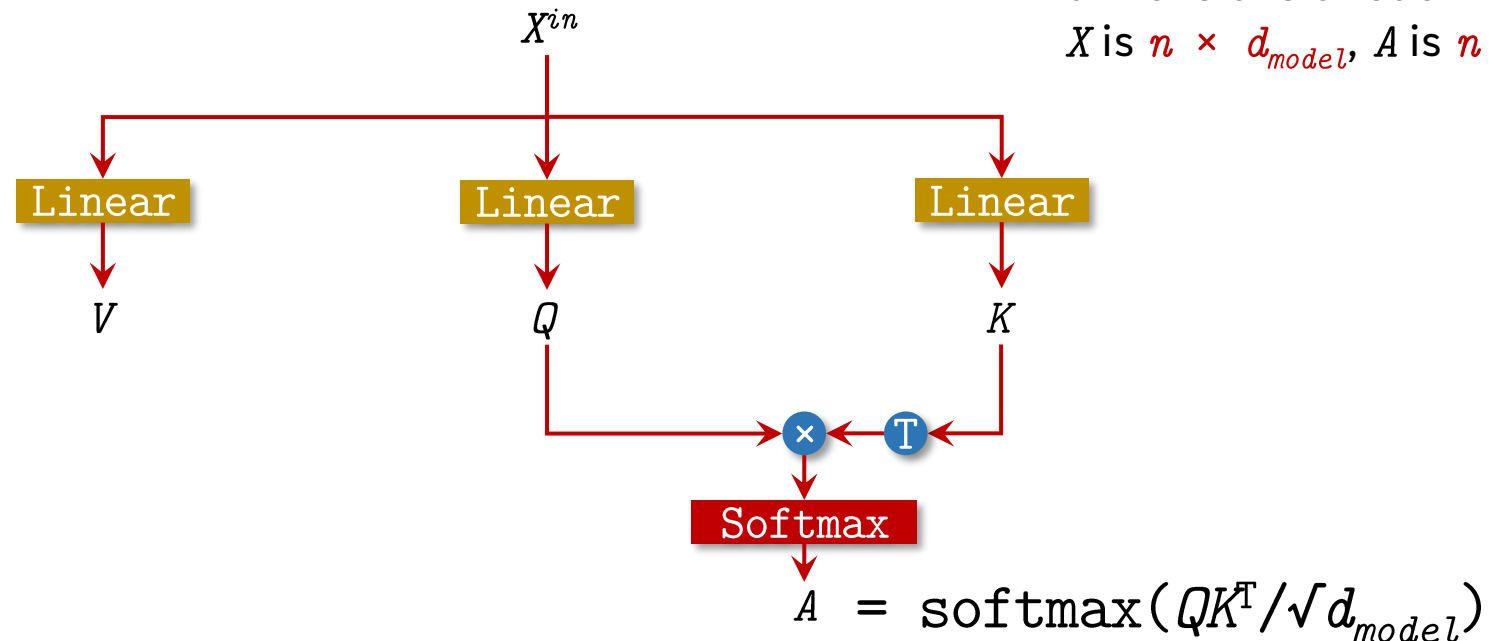 X^in
X is n × d_model, A is n
Linear
Linear
Linear
V
Q
K
×
T
Softmax
A = softmax(QK^T/√d_model)